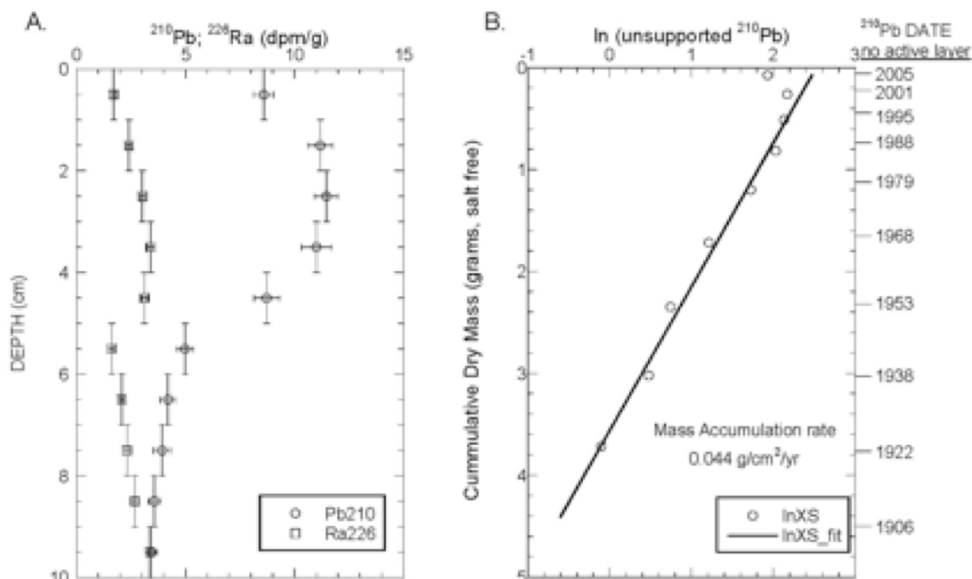 A.
²¹⁰Pb; ²²⁶Ra (dpm/g)
0 5 10 15
0
2
4
6
8
10
DEPTH (cm)
Pb210
Ra226
B.
ln (unsupported ²¹⁰Pb)
-1 0 1 2 3
0
1
2
3
4
5
Cummulative Dry Mass (grams, salt free)
Mass Accumulation rate
0.044 g/cm²/yr
lnXS
lnXS_fit
²¹⁰Pb DATE
no active layer
2005
2001
1995
1988
1979
1968
1953
1938
1922
1906